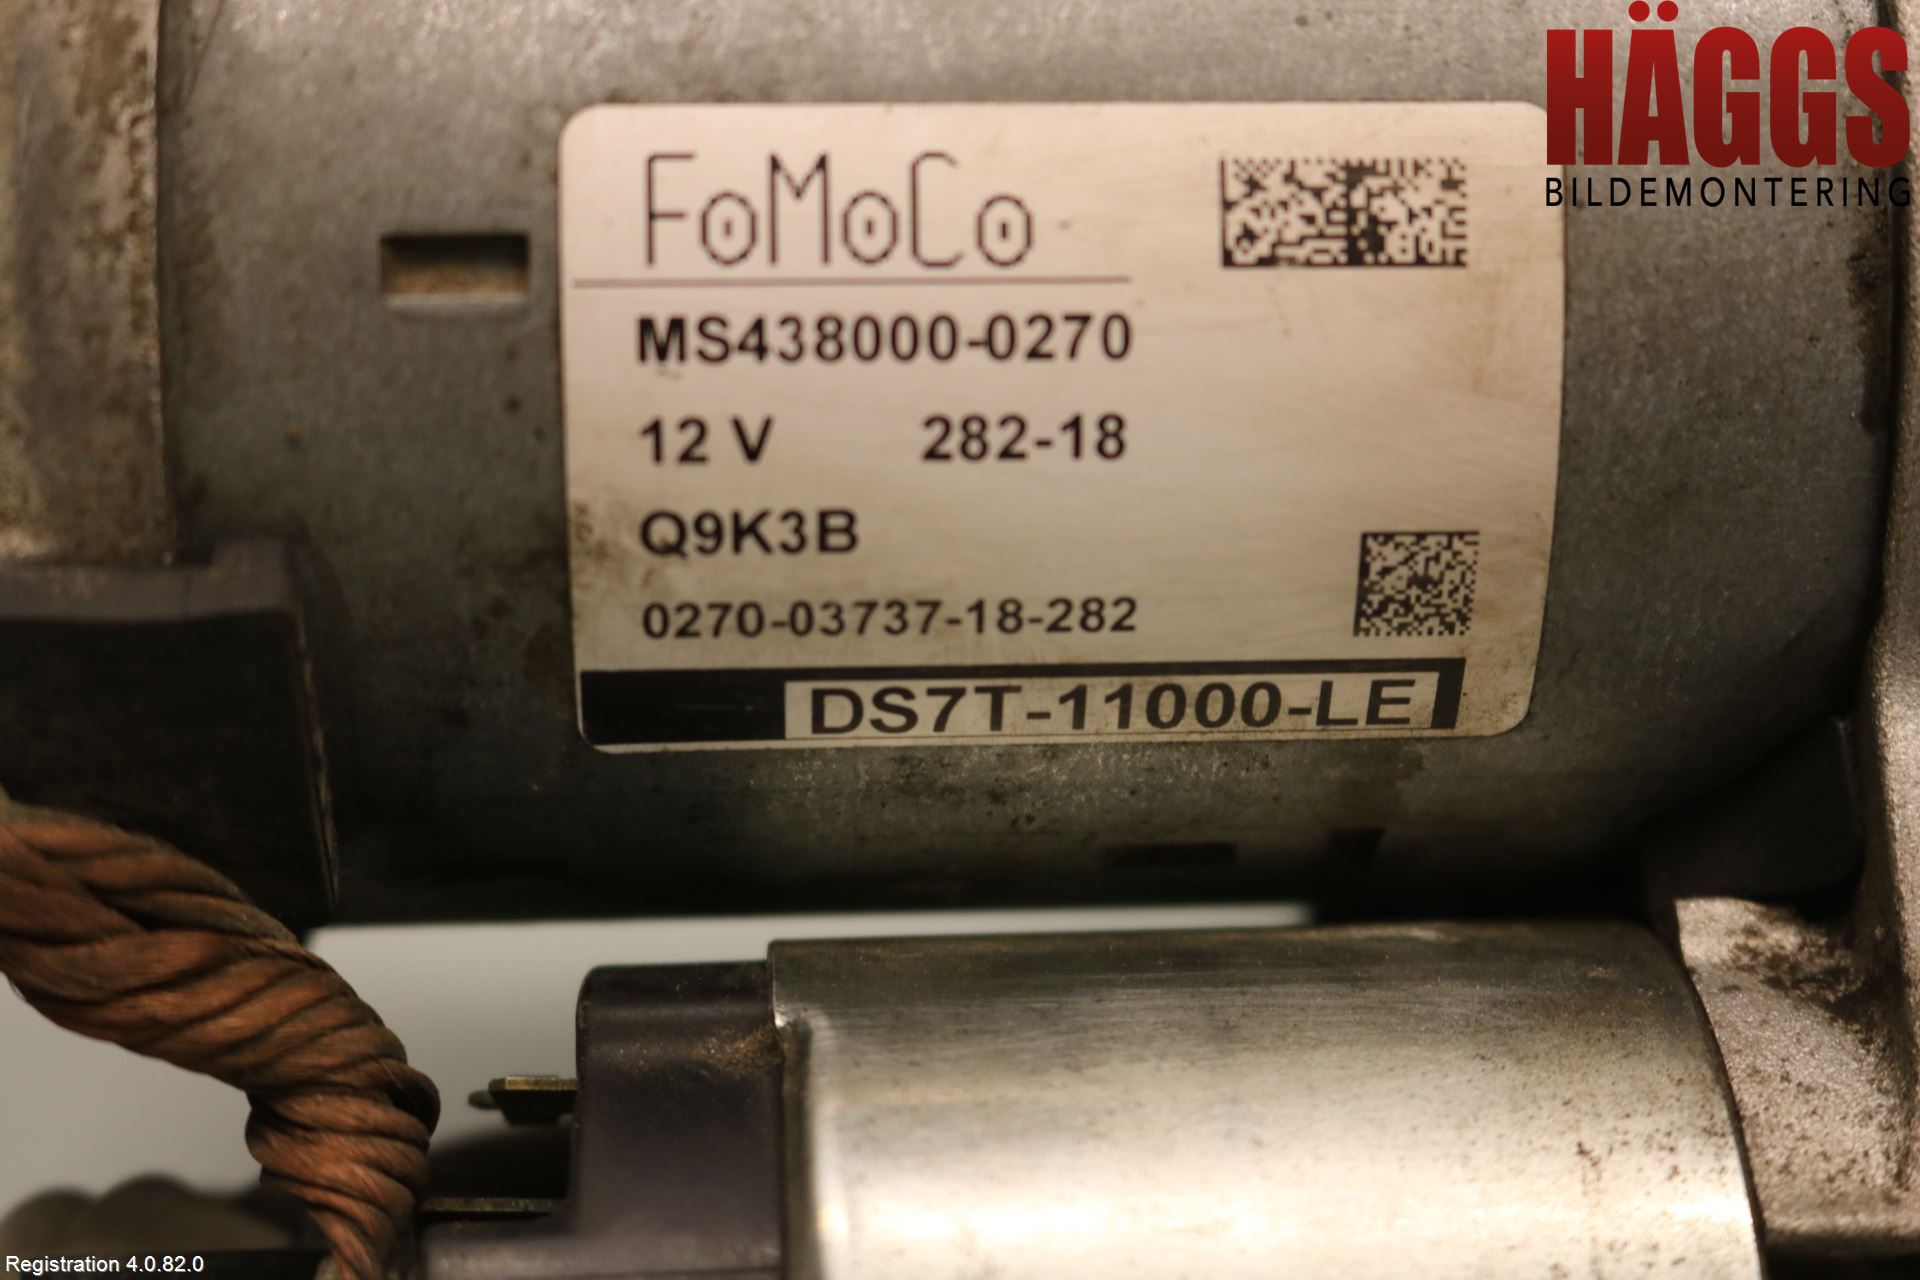 HÄGGS
BILDEMONTERING
FoMoCo
MS438000-0270
12 V 282-18
Q9K3B
0270-03737-18-282
DS7T-11000-LE
Registration 4.0.82.0